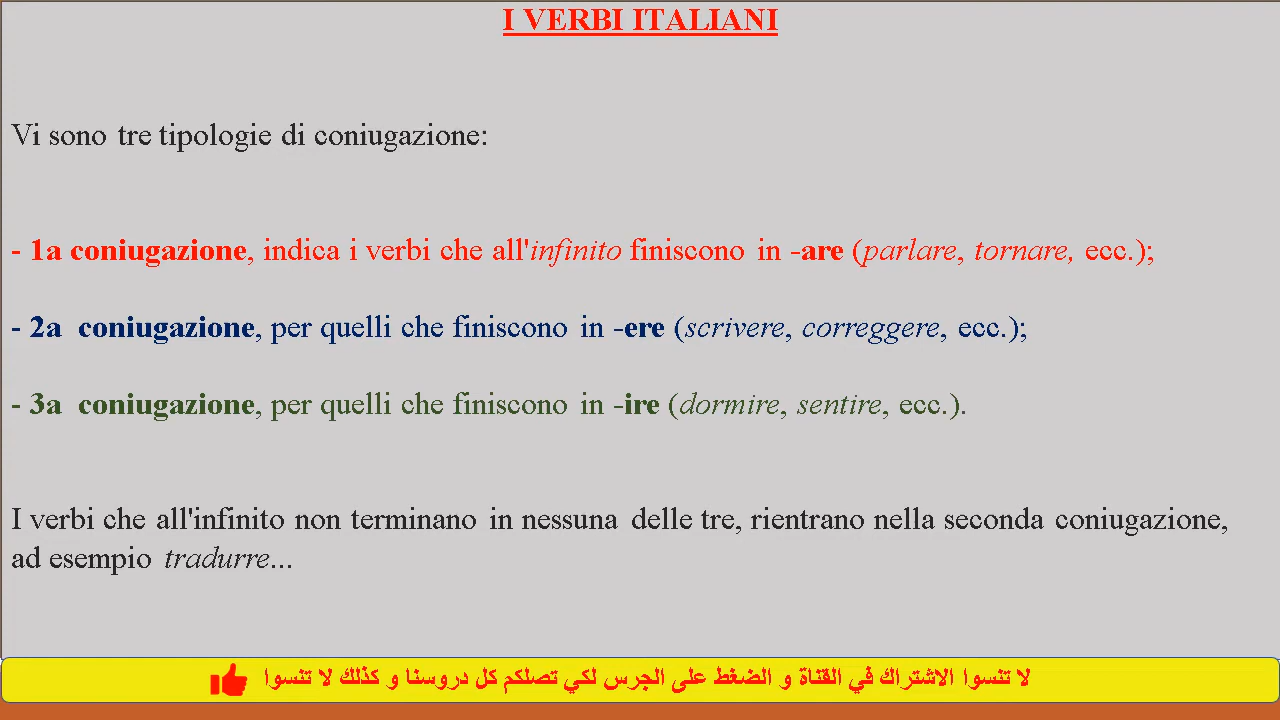 I VERBI ITALIANI
Vi sono tre tipologie di coniugazione:
- 1a coniugazione, indica i verbi che all'infinito finiscono in -are (parlare, tornare, ecc.);
- 2a coniugazione, per quelli che finiscono in -ere (scrivere, correggere, ecc.);
- 3a coniugazione, per quelli che finiscono in -ire (dormire, sentire, ecc.).
I verbi che all'infinito non terminano in nessuna delle tre, rientrano nella seconda coniugazione,
ad esempio tradurre...
لا تنسوا الاشتراك في القناة و الضغط على الجرس لكي تصلكم كل دروسنا و كذلك لا تنسوا